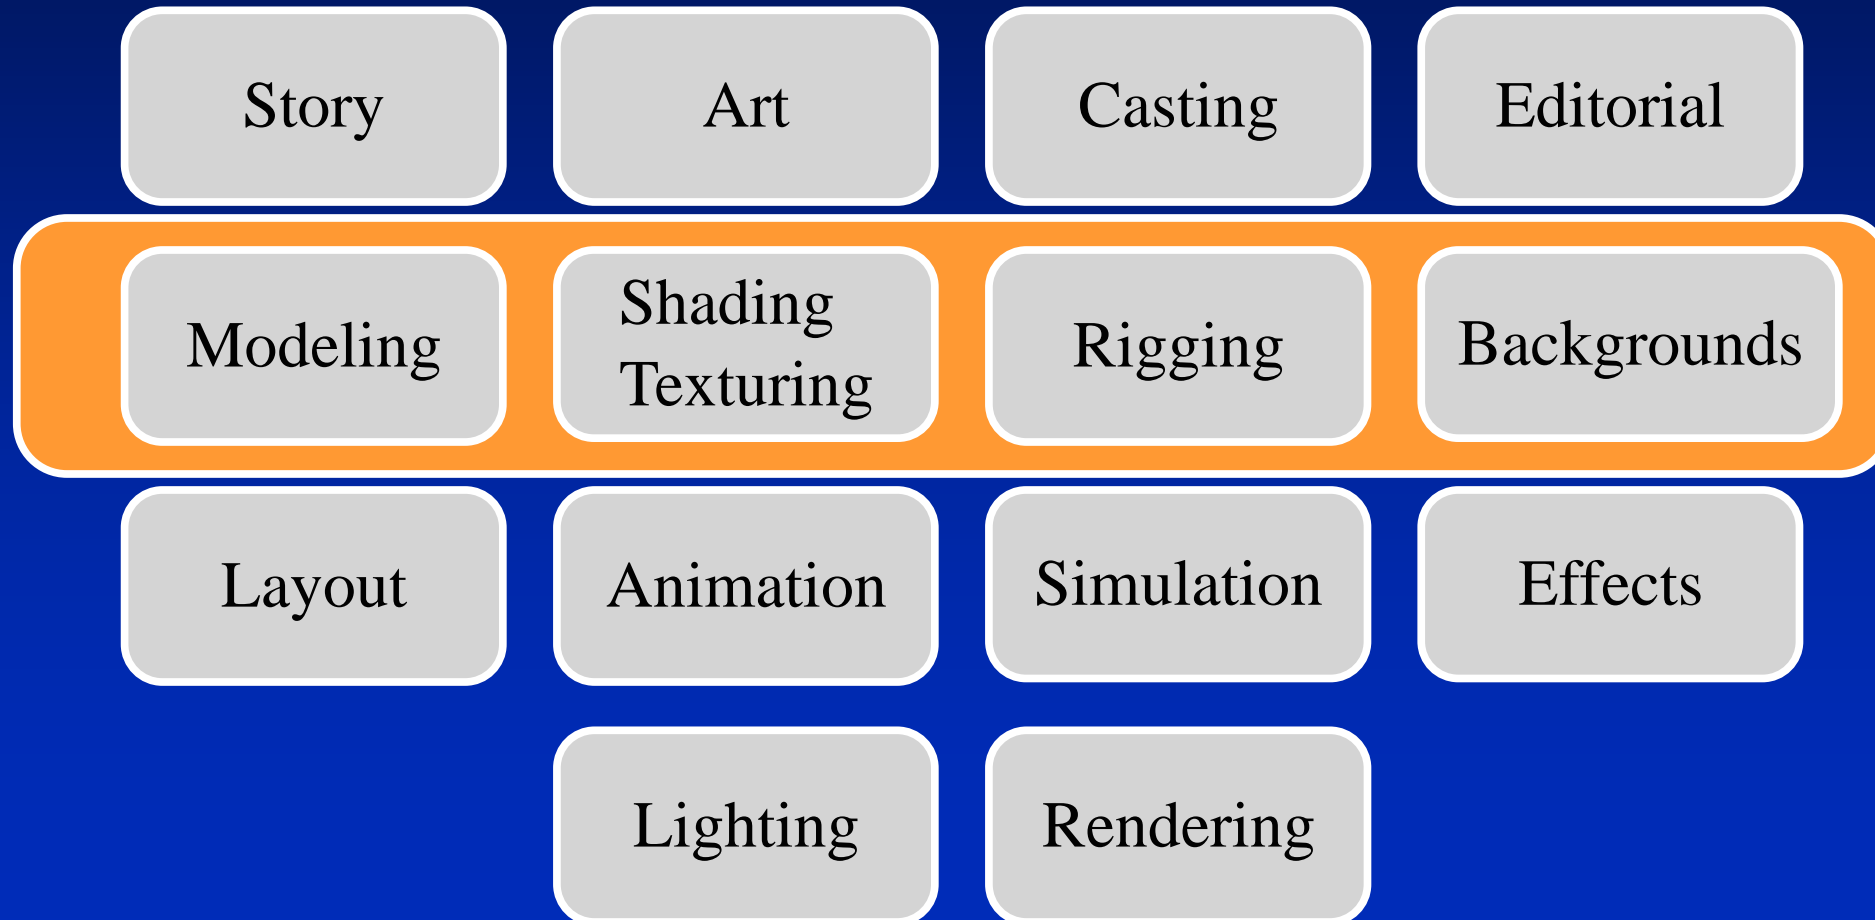 Story
Art
Casting
Editorial
Modeling
Shading
Texturing
Rigging
Backgrounds
Layout
Animation
Simulation
Effects
Lighting
Rendering